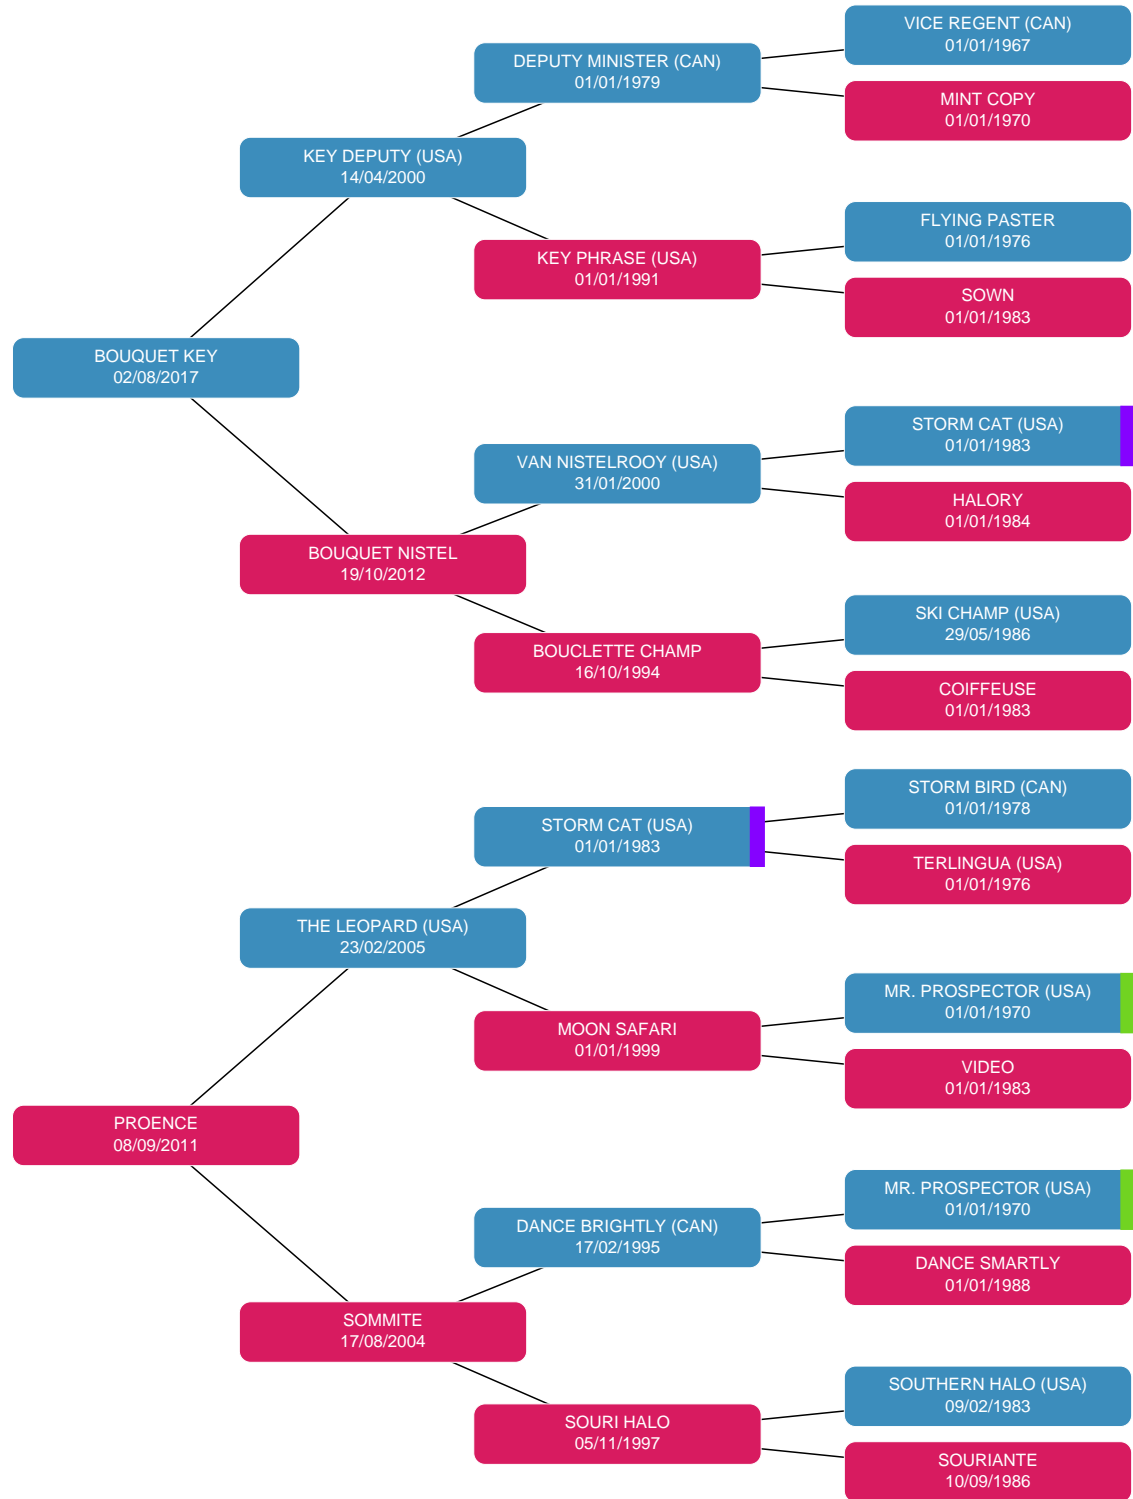 VICE REGENT (CAN)
01/01/1967
DEPUTY MINISTER (CAN)
01/01/1979
MINT COPY
01/01/1970
KEY DEPUTY (USA)
14/04/2000
FLYING PASTER
01/01/1976
KEY PHRASE (USA)
01/01/1991
SOWN
01/01/1983
BOUQUET KEY
02/08/2017
STORM CAT (USA)
01/01/1983
VAN NISTELROOY (USA)
31/01/2000
HALORY
01/01/1984
BOUQUET NISTEL
19/10/2012
SKI CHAMP (USA)
29/05/1986
BOUCLETTE CHAMP
16/10/1994
COIFFEUSE
01/01/1983
STORM BIRD (CAN)
01/01/1978
STORM CAT (USA)
01/01/1983
TERLINGUA (USA)
01/01/1976
THE LEOPARD (USA)
23/02/2005
MR. PROSPECTOR (USA)
01/01/1970
MOON SAFARI
01/01/1999
VIDEO
01/01/1983
PROENCE
08/09/2011
MR. PROSPECTOR (USA)
01/01/1970
DANCE BRIGHTLY (CAN)
17/02/1995
DANCE SMARTLY
01/01/1988
SOMMITE
17/08/2004
SOUTHERN HALO (USA)
09/02/1983
SOURI HALO
05/11/1997
SOURIANTE
10/09/1986